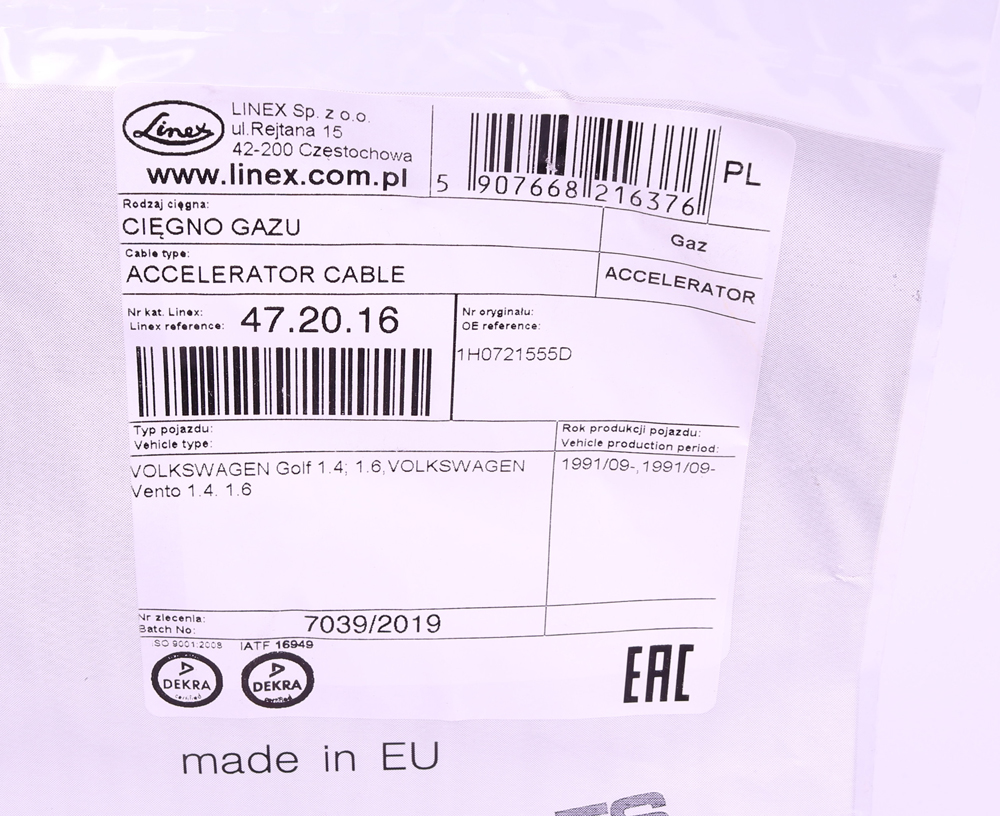 Linex
LINEX Sp. z o.o.
ul.Rejtana 15
42-200 Częstochowa
www.linex.com.pl
5 907668 216376
PL
Rodzaj cięgna:
CIĘGNO GAZU
Gaz
Cable type:
ACCELERATOR CABLE
ACCELERATOR
Nr kat. Linex:
Linex reference: 47.20.16
Nr oryginału:
OE reference:
1H0721555D
Typ pojazdu:
Vehicle type:
Rok produkcji pojazdu:
Vehicle production period:
VOLKSWAGEN Golf 1.4; 1.6,VOLKSWAGEN
Vento 1.4. 1.6
1991/09-,1991/09-
Nr zlecenia:
Batch No: 7039/2019
ISO 9001:2008 IATF 16949
DEKRA
certified
DEKRA
certified
EAC
made in EU